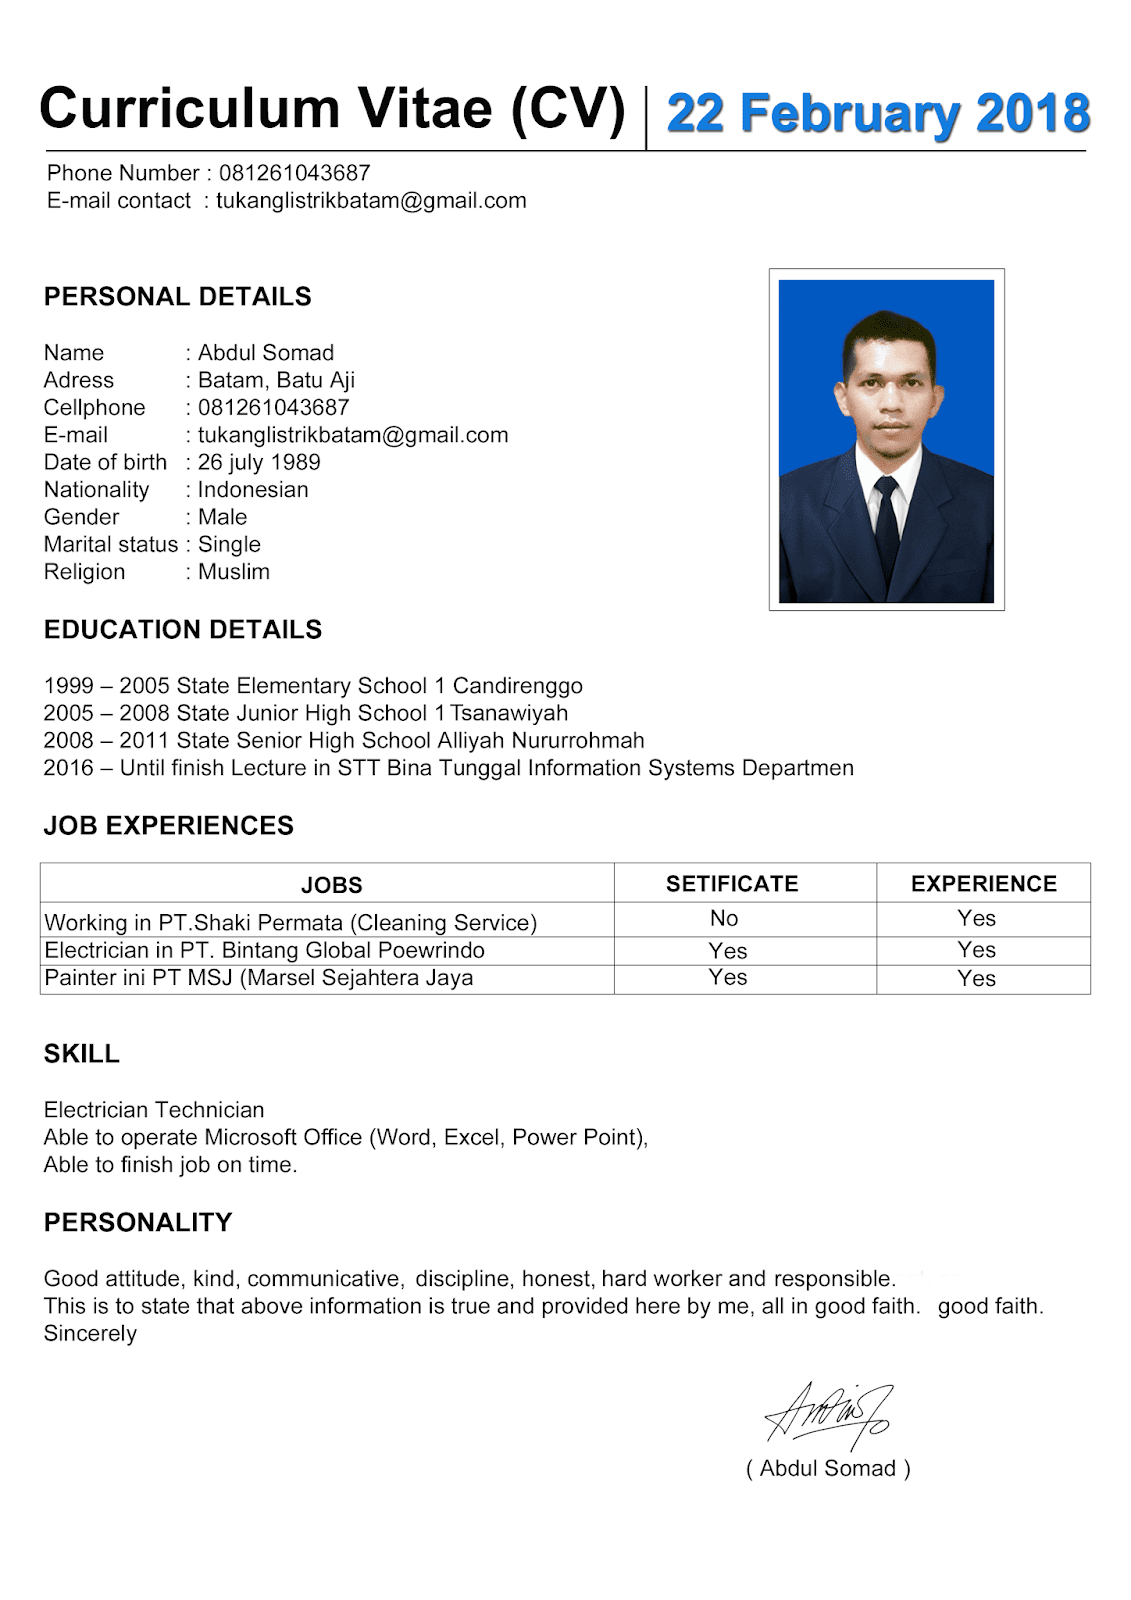 Curriculum Vitae (CV) 22 February 2018
Phone Number : 081261043687
E-mail contact : tukanglistrikbatam@gmail.com
PERSONAL DETAILS
Name : Abdul Somad
Adress : Batam, Batu Aji
Cellphone : 081261043687
E-mail : tukanglistrikbatam@gmail.com
Date of birth : 26 july 1989
Nationality : Indonesian
Gender : Male
Marital status : Single
Religion : Muslim
EDUCATION DETAILS
1999 – 2005 State Elementary School 1 Candirenggo
2005 – 2008 State Junior High School 1 Tsanawiyah
2008 – 2011 State Senior High School Alliyah Nururrohmah
2016 – Until finish Lecture in STT Bina Tunggal Information Systems Departmen
JOB EXPERIENCES
JOBS SETIFICATE EXPERIENCE
Working in PT.Shaki Permata (Cleaning Service) No Yes
Electrician in PT. Bintang Global Poewrindo Yes Yes
Painter ini PT MSJ (Marsel Sejahtera Jaya Yes Yes
SKILL
Electrician Technician
Able to operate Microsoft Office (Word, Excel, Power Point),
Able to finish job on time.
PERSONALITY
Good attitude, kind, communicative, discipline, honest, hard worker and responsible.
This is to state that above information is true and provided here by me, all in good faith. good faith.
Sincerely
( Abdul Somad )